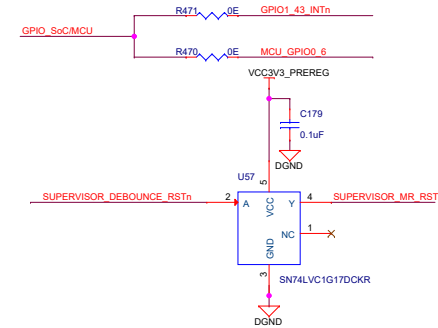 R471 0E GPIO1_43_INTn
GPIO_SoC/MCU
R470 0E MCU_GPIO0_6
VCC3V3_PREREG
C179
0.1uF
DGND
U57
SUPERVISOR_DEBOUNCE_RSTn 2 A VCC 5 Y 4 SUPERVISOR_MR_RST
NC 1
GND
3 SN74LVC1G17DCKR
DGND